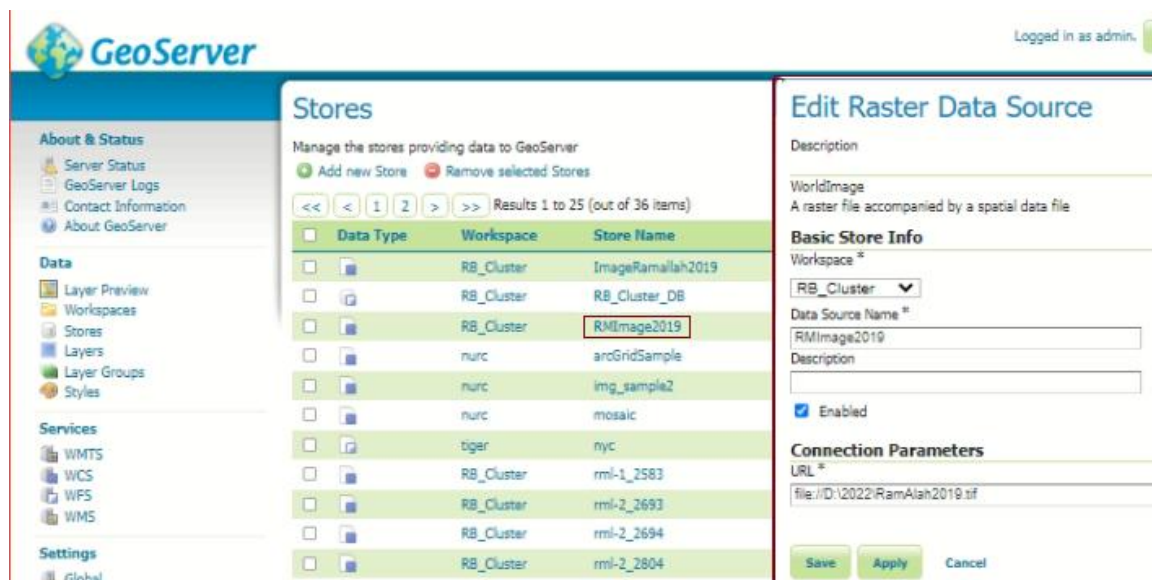 GeoServer
Logged in as admin.
About & Status
Server Status
GeoServer Logs
Contact Information
About GeoServer
Data
Layer Preview
Workspaces
Stores
Layers
Layer Groups
Styles
Services
WMTS
WCS
WFS
WMS
Settings
Global
Stores
Manage the stores providing data to GeoServer
Add new Store Remove selected Stores
<< < 1 2 > >> Results 1 to 25 (out of 36 items)
Data Type Workspace Store Name
RB_Cluster ImageRamallah2019
RB_Cluster RB_Cluster_DB
RB_Cluster RMImage2019
nurc arcGridSample
nurc img_sample2
nurc mosaic
tiger nyc
RB_Cluster rml-1_2583
RB_Cluster rml-2_2693
RB_Cluster rml-2_2694
RB_Cluster rml-2_2804
Edit Raster Data Source
Description
WorldImage
A raster file accompanied by a spatial data file
Basic Store Info
Workspace *
RB_Cluster
Data Source Name *
RMImage2019
Description
Enabled
Connection Parameters
URL *
file://D:\2022\RamAlah2019.tif
Save Apply Cancel